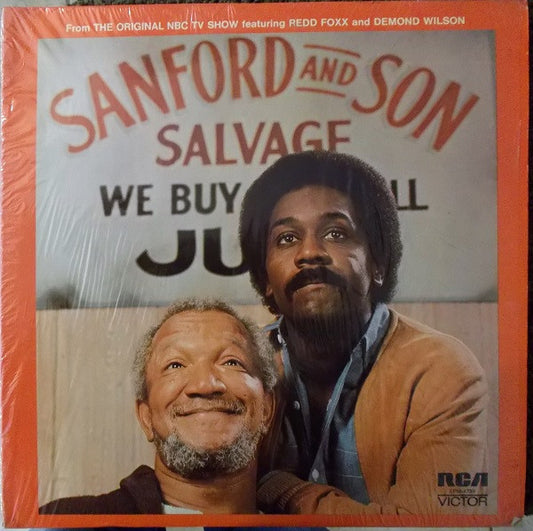 From THE ORIGINAL NBC TV SHOW featuring REDD FOXX and DEMOND WILSON
SANFORD AND SON
SALVAGE
WE BUY
JU
RCA
VICTOR